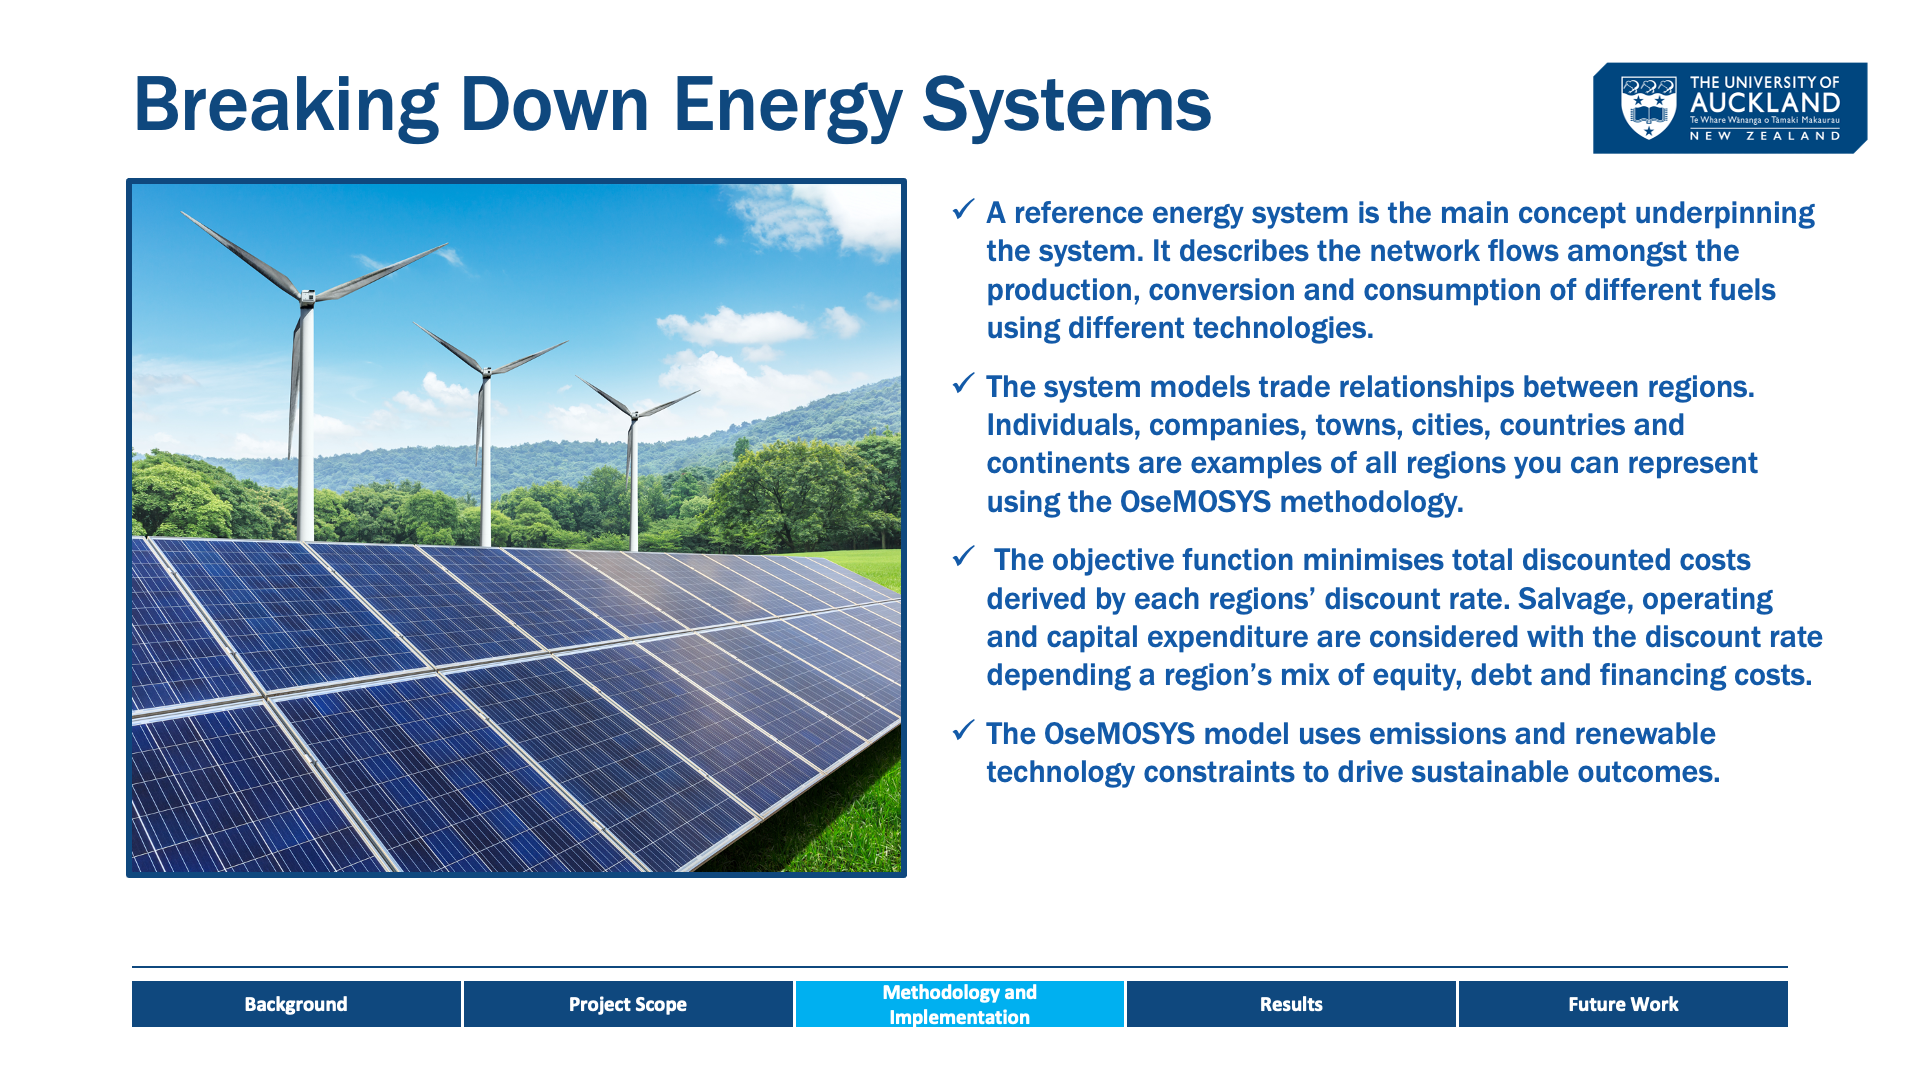 Breaking Down Energy Systems
THE UNIVERSITY OF
AUCKLAND
Te Whare Wānanga o Tāmaki Makaurau
NEW ZEALAND
✓ A reference energy system is the main concept underpinning
the system. It describes the network flows amongst the
production, conversion and consumption of different fuels
using different technologies.
✓ The system models trade relationships between regions.
Individuals, companies, towns, cities, countries and
continents are examples of all regions you can represent
using the OseMOSYS methodology.
✓ The objective function minimises total discounted costs
derived by each regions’ discount rate. Salvage, operating
and capital expenditure are considered with the discount rate
depending a region’s mix of equity, debt and financing costs.
✓ The OseMOSYS model uses emissions and renewable
technology constraints to drive sustainable outcomes.
Background
Project Scope
Methodology and
Implementation
Results
Future Work